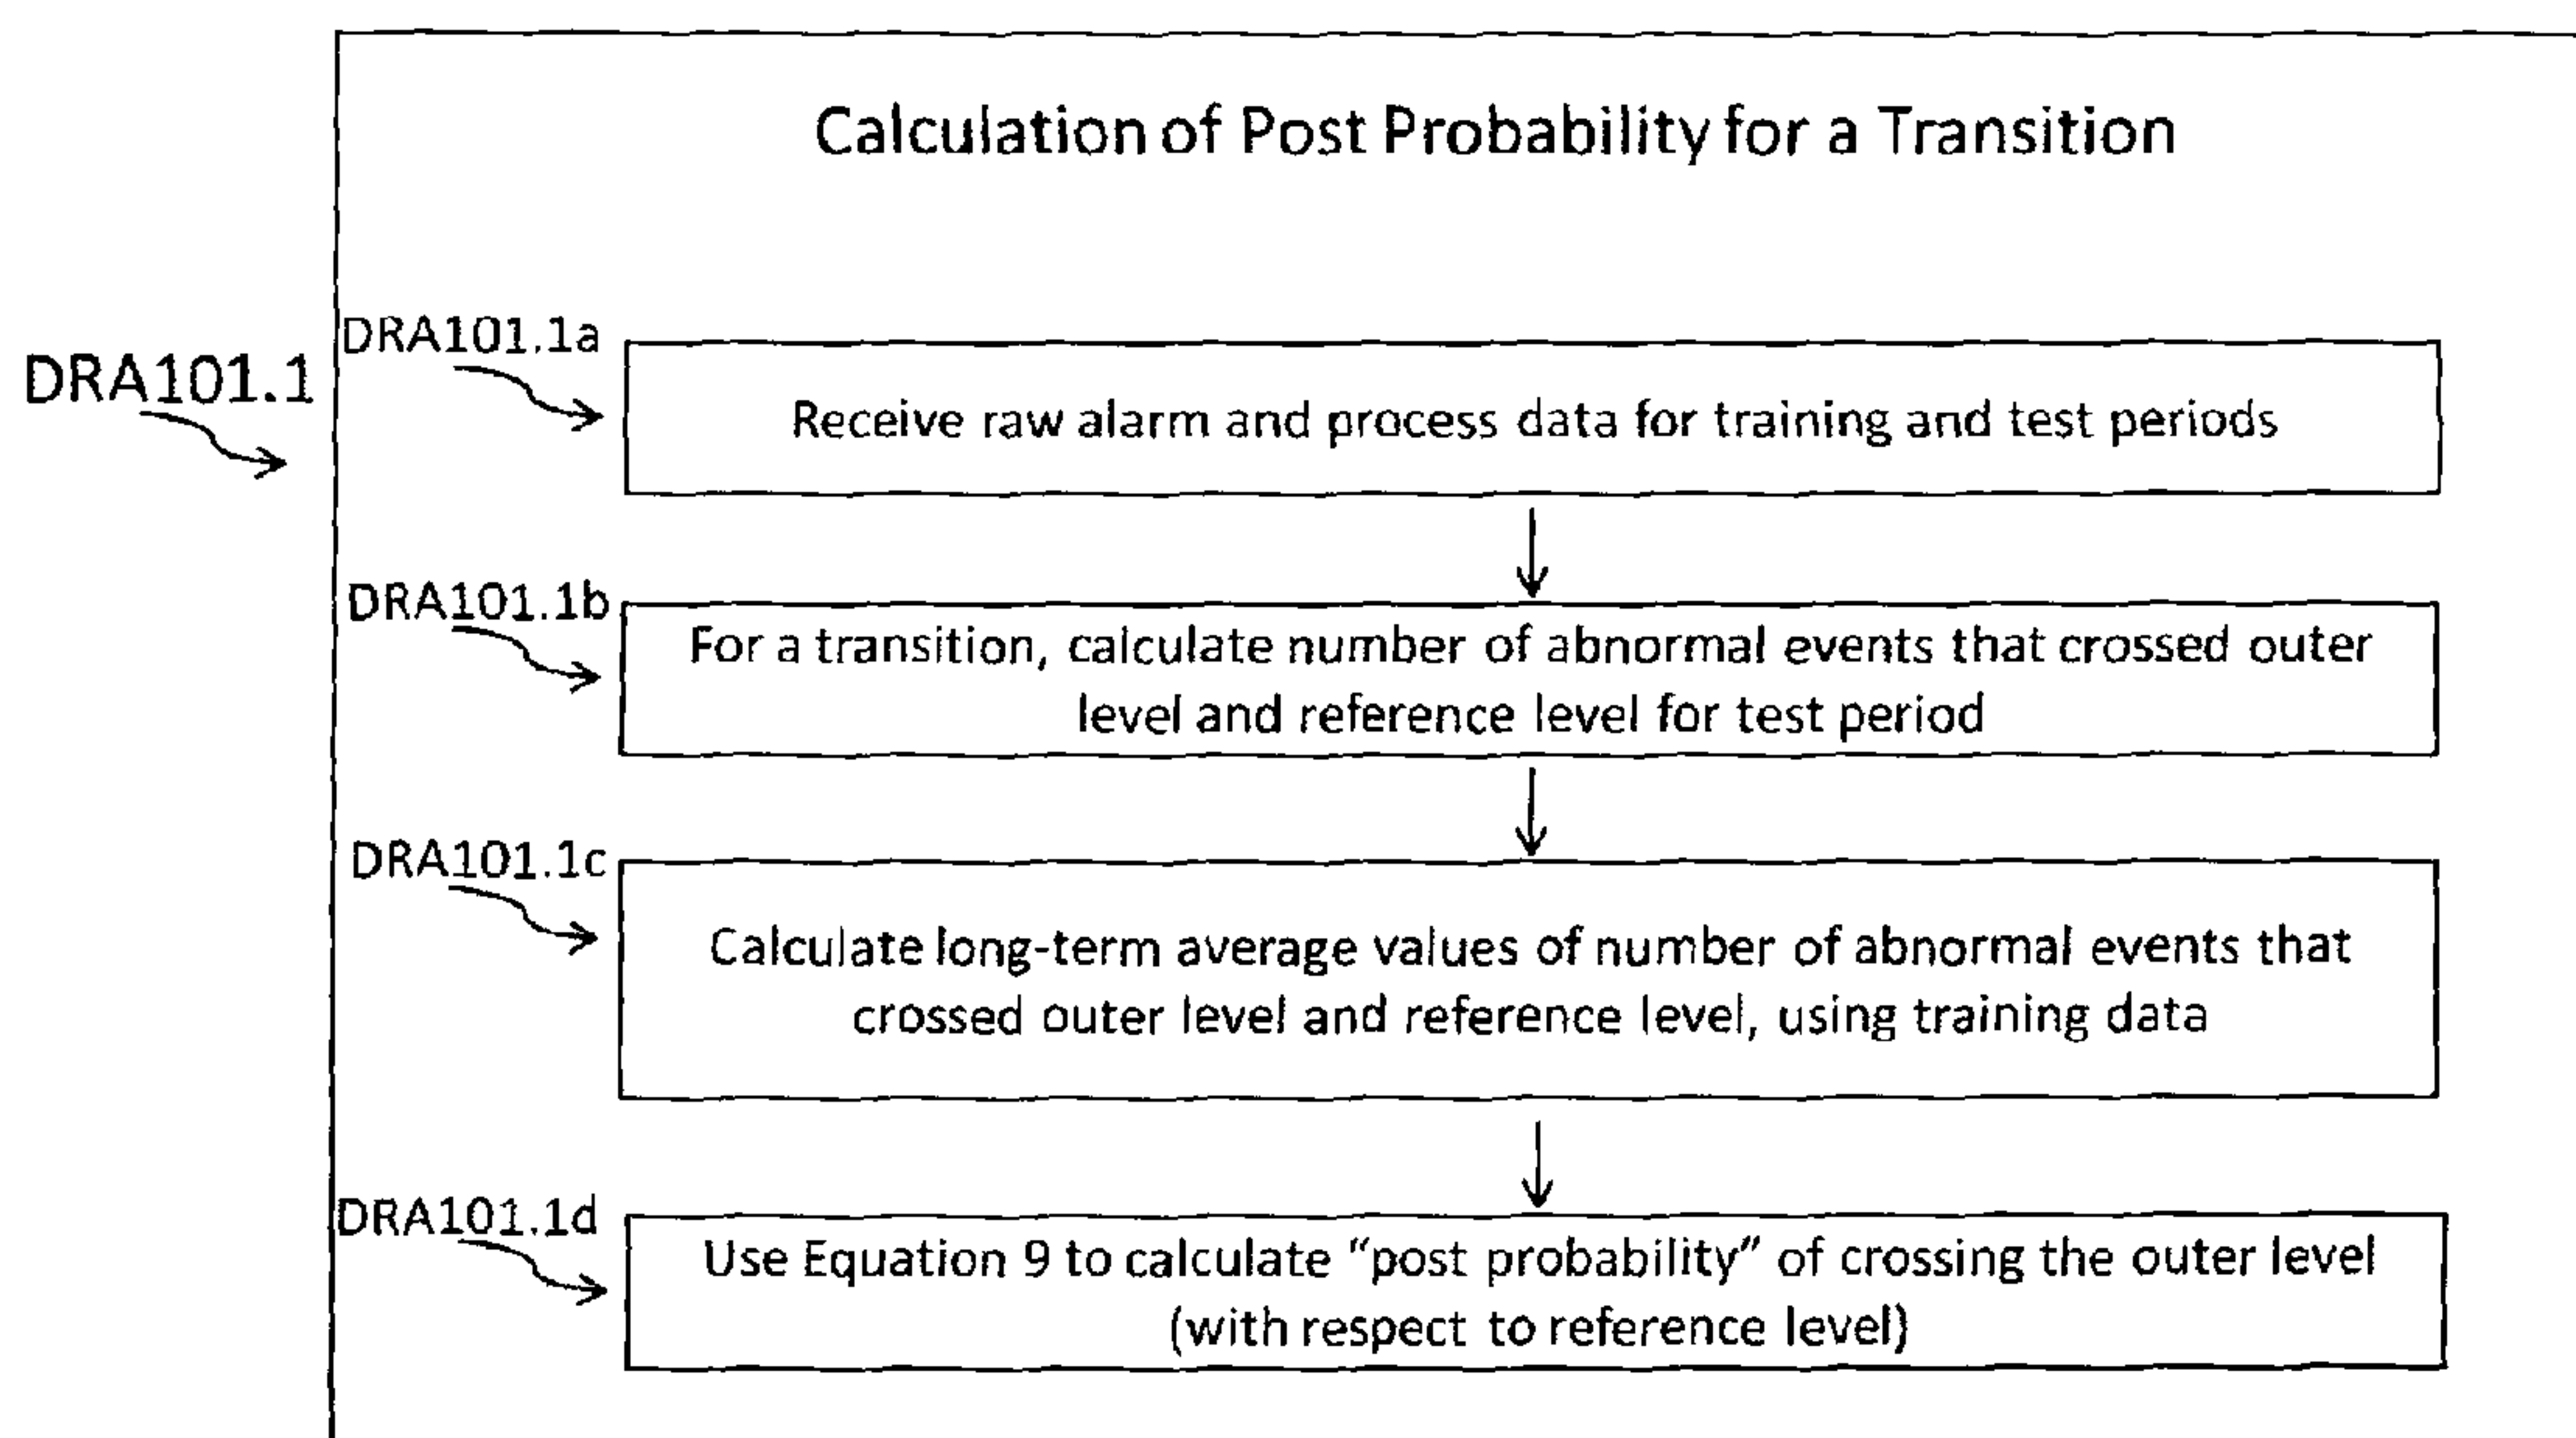 Calculation of Post Probability for a Transition
DRA101.1
DRA101.1a
Receive raw alarm and process data for training and test periods
DRA101.1b
For a transition, calculate number of abnormal events that crossed outer
level and reference level for test period
DRA101.1c
Calculate long-term average values of number of abnormal events that
crossed outer level and reference level, using training data
DRA101.1d
Use Equation 9 to calculate “post probability” of crossing the outer level
(with respect to reference level)